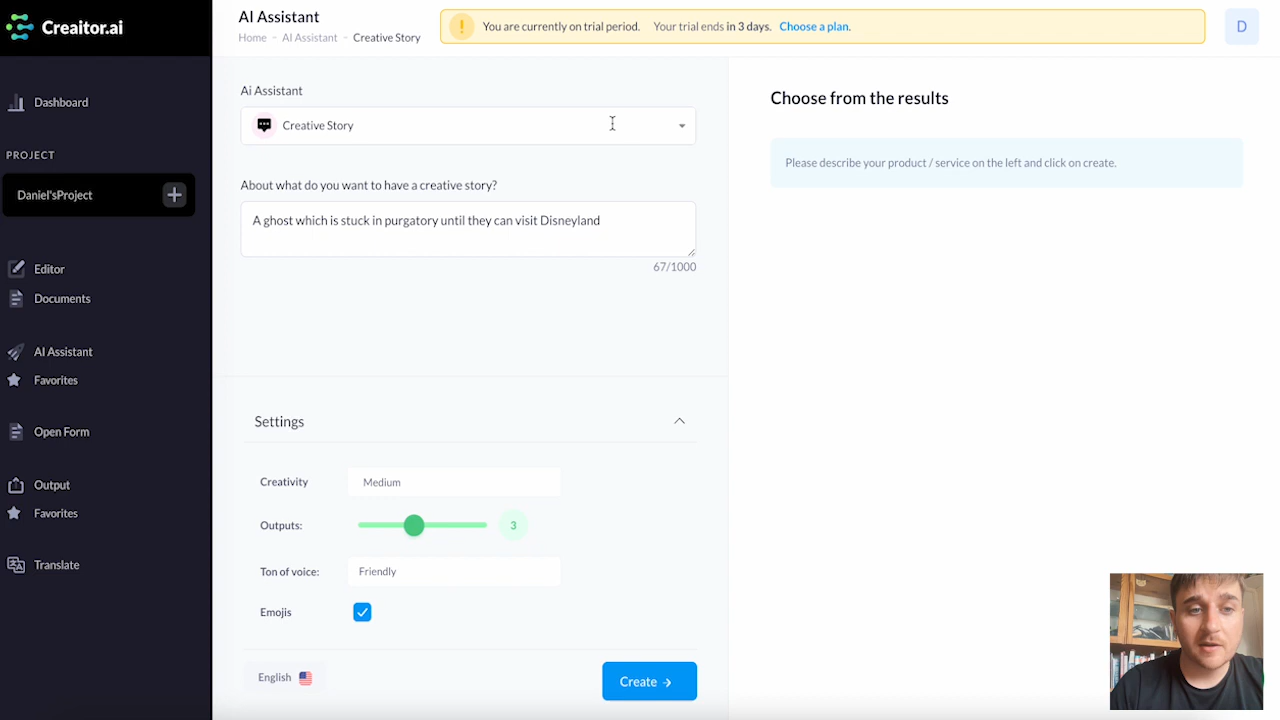 Creaitor.ai
Dashboard
PROJECT
Daniel'sProject
Editor
Documents
AI Assistant
Favorites
Open Form
Output
Favorites
Translate
AI Assistant
Home - AI Assistant - Creative Story
! You are currently on trial period. Your trial ends in 3 days. Choose a plan.
D
Ai Assistant
Creative Story
About what do you want to have a creative story?
A ghost which is stuck in purgatory until they can visit Disneyland
67/1000
Settings
Creativity Medium
Outputs: 3
Ton of voice: Friendly
Emojis
English
Create →
Choose from the results
Please describe your product / service on the left and click on create.